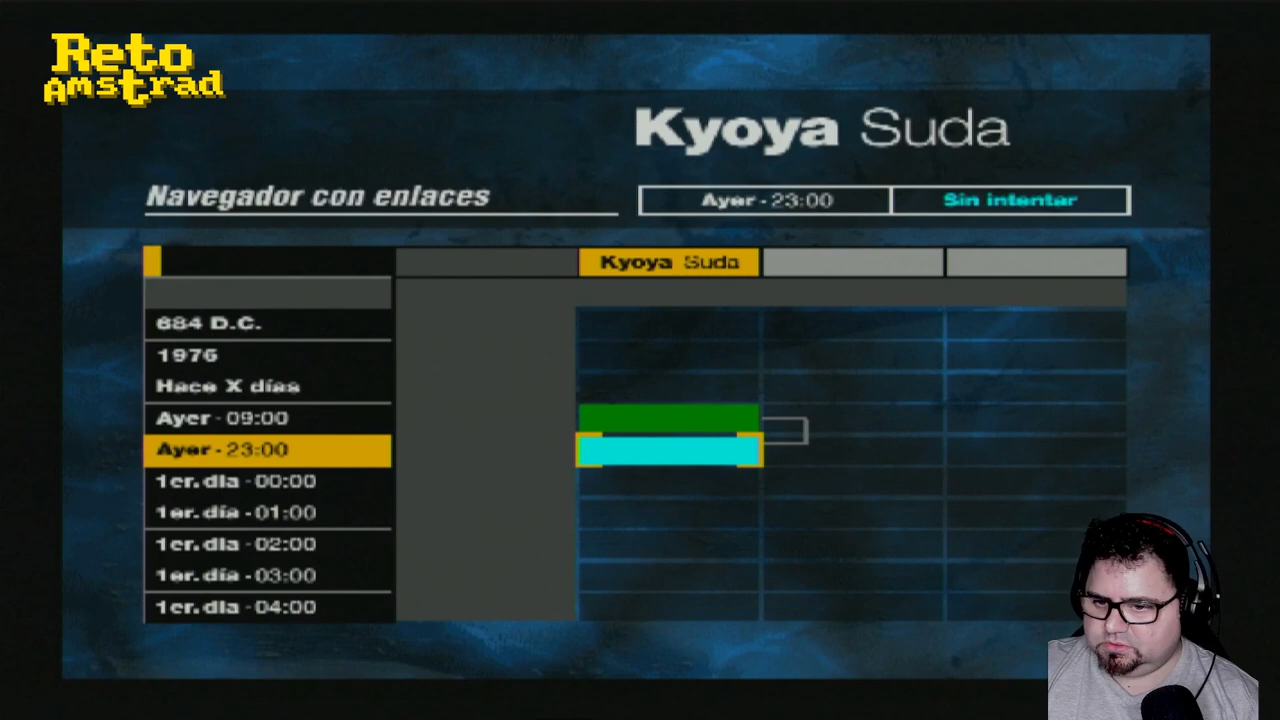 Reto
Amstrad
Kyoya Suda
Navegador con enlaces
Ayer - 23:00
Sin intentar
Kyoya Suda
684 D.C.
1976
Hace X días
Ayer - 09:00
Ayer - 23:00
1er. día - 00:00
1er. día - 01:00
1er. día - 02:00
1er. día - 03:00
1er. día - 04:00